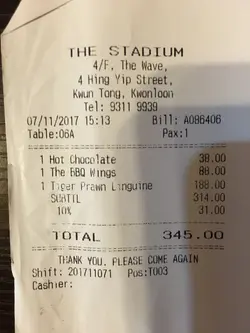 THE STADIUM
4/F, The Wave,
4 Hing Yip Street,
Kwun Tong, Kwonloon
Tel: 9311 9939
07/11/2017 15:13 Bill: A086406
Table:06A Pax:1
1 Hot Chocolate 38.00
1 The BBQ Wings 88.00
1 Tiger Prawn Linguine 188.00
SUBTTL 314.00
10% 31.00
TOTAL 345.00
THANK YOU. PLEASE COME AGAIN
Shift: 201711071 Pos:T003
Cashier: